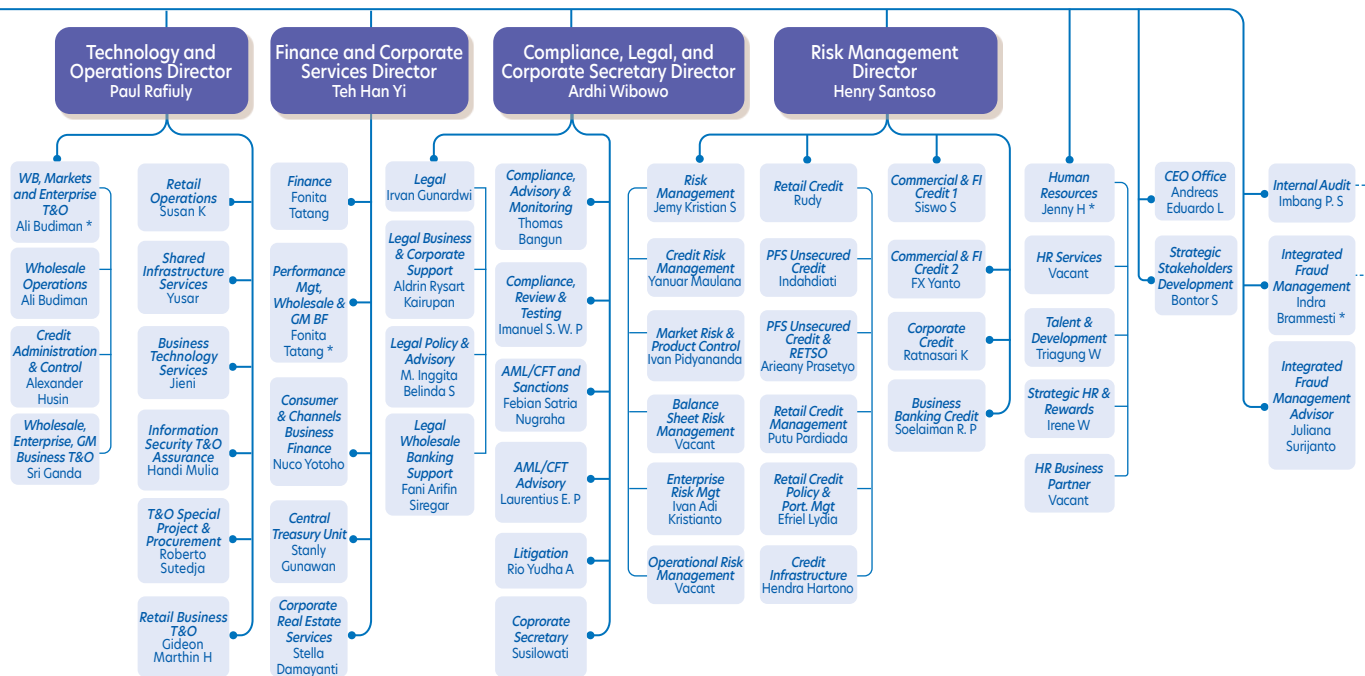 Technology and
Operations Director
Paul Rafiuly
Finance and Corporate
Services Director
Teh Han Yi
Compliance, Legal, and
Corporate Secretary Director
Ardhi Wibowo
Risk Management
Director
Henry Santoso
WB, Markets
and Enterprise
T&O
Ali Budiman *
Wholesale
Operations
Ali Budiman
Credit
Administration
& Control
Alexander
Husin
Wholesale,
Enterprise, GM
Business T&O
Sri Ganda
Retail
Operations
Susan K
Shared
Infrastructure
Services
Yusar
Business
Technology
Services
Jieni
Information
Security T&O
Assurance
Handi Mulia
T&O Special
Project &
Procurement
Roberto
Sutedja
Retail Business
T&O
Gideon
Marthin H
Finance
Fonita
Tatang
Performance
Mgt,
Wholesale &
GM BF
Fonita
Tatang *
Consumer
& Channels
Business
Finance
Nuco Yotoho
Central
Treasury Unit
Stanly
Gunawan
Corporate
Real Estate
Services
Stella
Damayanti
Legal
Irvan Gunardwi
Legal Business
& Corporate
Support
Aldrin Rysart
Kairupan
Legal Policy &
Advisory
M. Inggita
Belinda S
Legal
Wholesale
Banking
Support
Fani Arifin
Siregar
Compliance,
Advisory &
Monitoring
Thomas
Bangun
Compliance,
Review &
Testing
Imanuel S. W. P
AML/CFT and
Sanctions
Febian Satria
Nugraha
AML/CFT
Advisory
Laurentius E. P
Litigation
Rio Yudha A
Coprorate
Secretary
Susilowati
Risk
Management
Jemy Kristian S
Credit Risk
Management
Yanuar Maulana
Market Risk &
Product Control
Ivan Pidyananda
Balance
Sheet Risk
Management
Vacant
Enterprise
Risk Mgt
Ivan Adi
Kristianto
Operational Risk
Management
Vacant
Retail Credit
Rudy
PFS Unsecured
Credit
Indahdiati
PFS Unsecured
Credit &
RETSO
Arieany Prasetyo
Retail Credit
Management
Putu Pardiada
Retail Credit
Policy &
Port. Mgt
Efriel Lydia
Credit
Infrastructure
Hendra Hartono
Commercial & FI
Credit 1
Siswo S
Commercial & FI
Credit 2
FX Yanto
Corporate
Credit
Ratnasari K
Business
Banking Credit
Soelaiman R. P
Human
Resources
Jenny H *
HR Services
Vacant
Talent &
Development
Triagung W
Strategic HR &
Rewards
Irene W
HR Business
Partner
Vacant
CEO Office
Andreas
Eduardo L
Strategic
Stakeholders
Development
Bontor S
Internal Audit
Imbang P. S
Integrated
Fraud
Management
Indra
Brammesti *
Integrated
Fraud
Management
Advisor
Juliana
Surijanto